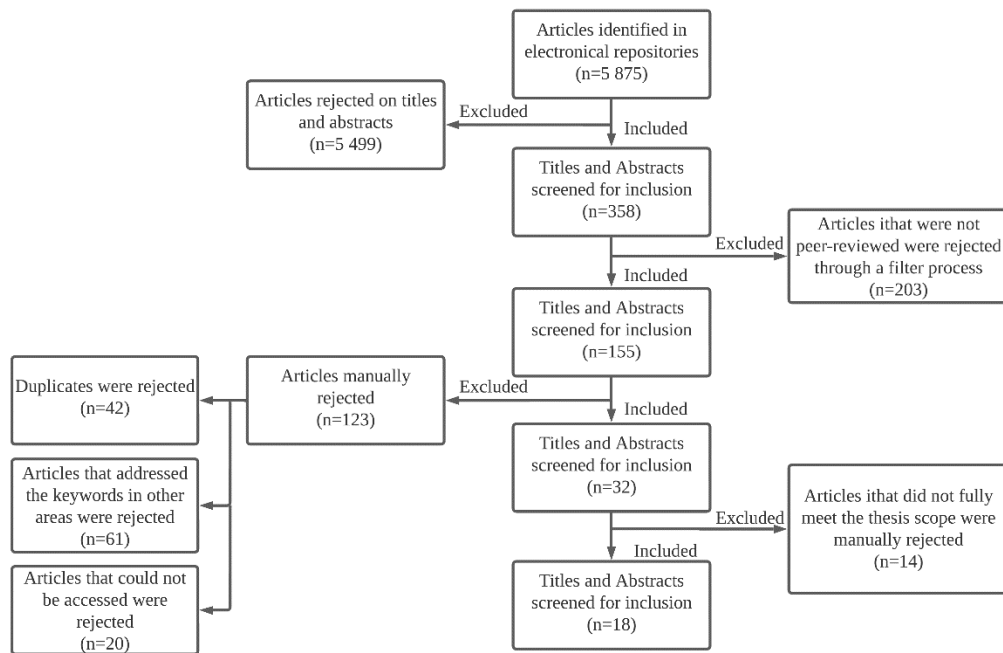 Articles identified in
electronical repositories
(n=5 875)
Excluded
Included
Articles rejected on titles
and abstracts
(n=5 499)
Titles and Abstracts
screened for inclusion
(n=358)
Excluded
Included
Articles ithat were not
peer-reviewed were rejected
through a filter process
(n=203)
Titles and Abstracts
screened for inclusion
(n=155)
Excluded
Included
Articles manually
rejected
(n=123)
Duplicates were rejected
(n=42)
Articles that addressed
the keywords in other
areas were rejected
(n=61)
Articles that could not
be accessed were
rejected
(n=20)
Titles and Abstracts
screened for inclusion
(n=32)
Excluded
Included
Articles ithat did not fully
meet the thesis scope were
manually rejected
(n=14)
Titles and Abstracts
screened for inclusion
(n=18)